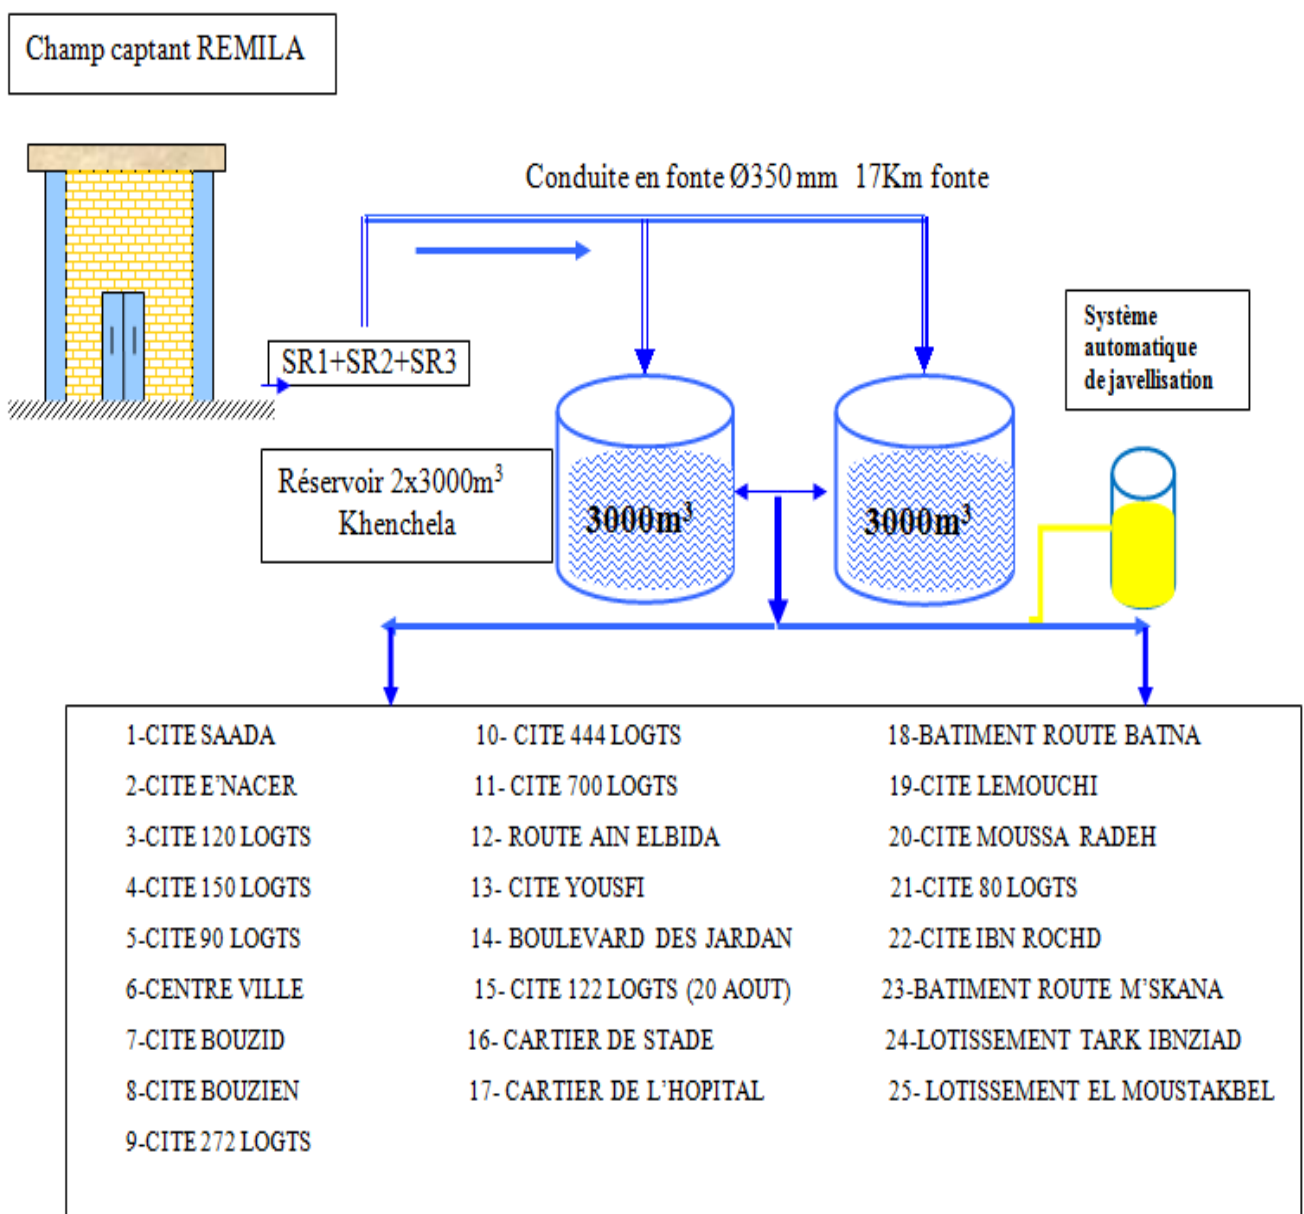 Champ captant REMILA
Conduite en fonte Ø350 mm 17Km fonte
SR1+SR2+SR3
Système
automatique
de javellisation
Réservoir 2x3000m³
Khenchela
3000m³
3000m³
1-CITE SAADA
2-CITE E’NACER
3-CITE 120 LOGTS
4-CITE 150 LOGTS
5-CITE 90 LOGTS
6-CENTRE VILLE
7-CITE BOUZID
8-CITE BOUZIEN
9-CITE 272 LOGTS
10- CITE 444 LOGTS
11- CITE 700 LOGTS
12- ROUTE AIN ELBIDA
13- CITE YOUSFI
14- BOULEVARD DES JARDAN
15- CITE 122 LOGTS (20 AOUT)
16- CARTIER DE STADE
17- CARTIER DE L’HOPITAL
18-BATIMENT ROUTE BATNA
19-CITE LEMOUCHI
20-CITE MOUSSA RADEH
21-CITE 80 LOGTS
22-CITE IBN ROCHD
23-BATIMENT ROUTE M’SKANA
24-LOTISSEMENT TARK IBNZIAD
25- LOTISSEMENT EL MOUSTAKBEL